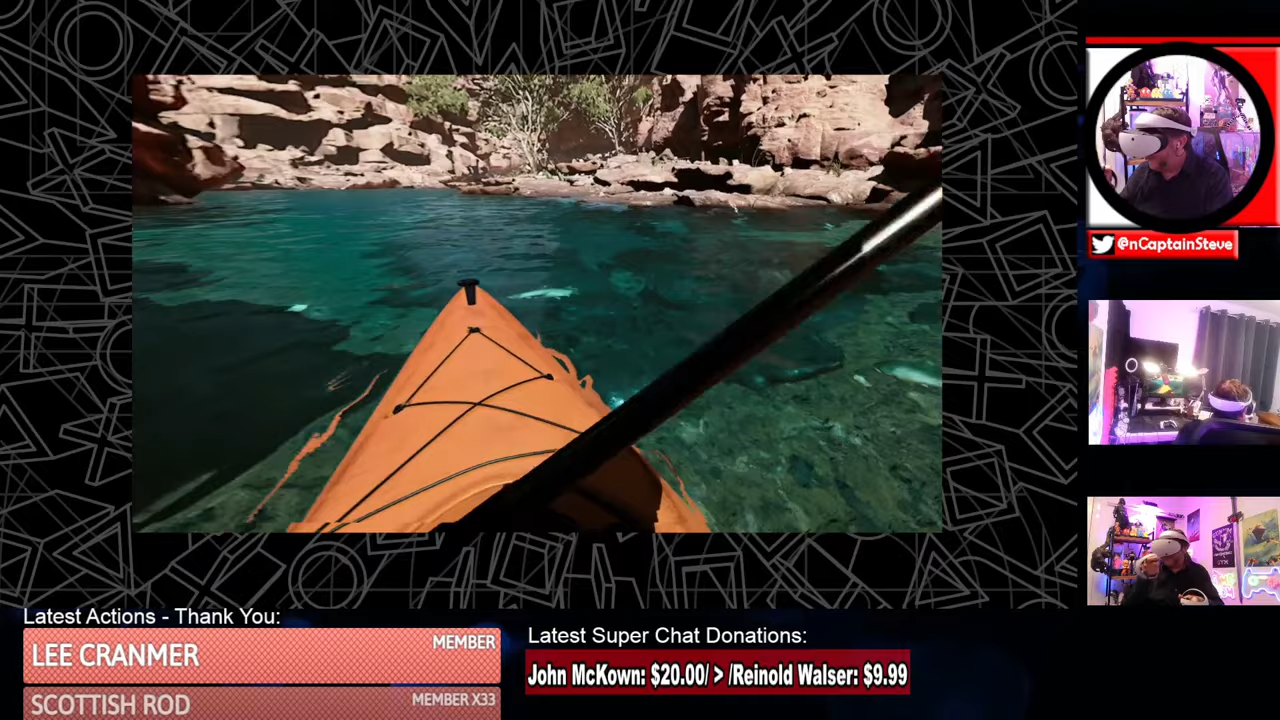 @nCaptainSteve
Latest Actions - Thank You:
LEE CRANMER
MEMBER
SCOTTISH ROD
MEMBER X33
Latest Super Chat Donations:
John McKown: $20.00/ > /Reinold Walser: $9.99